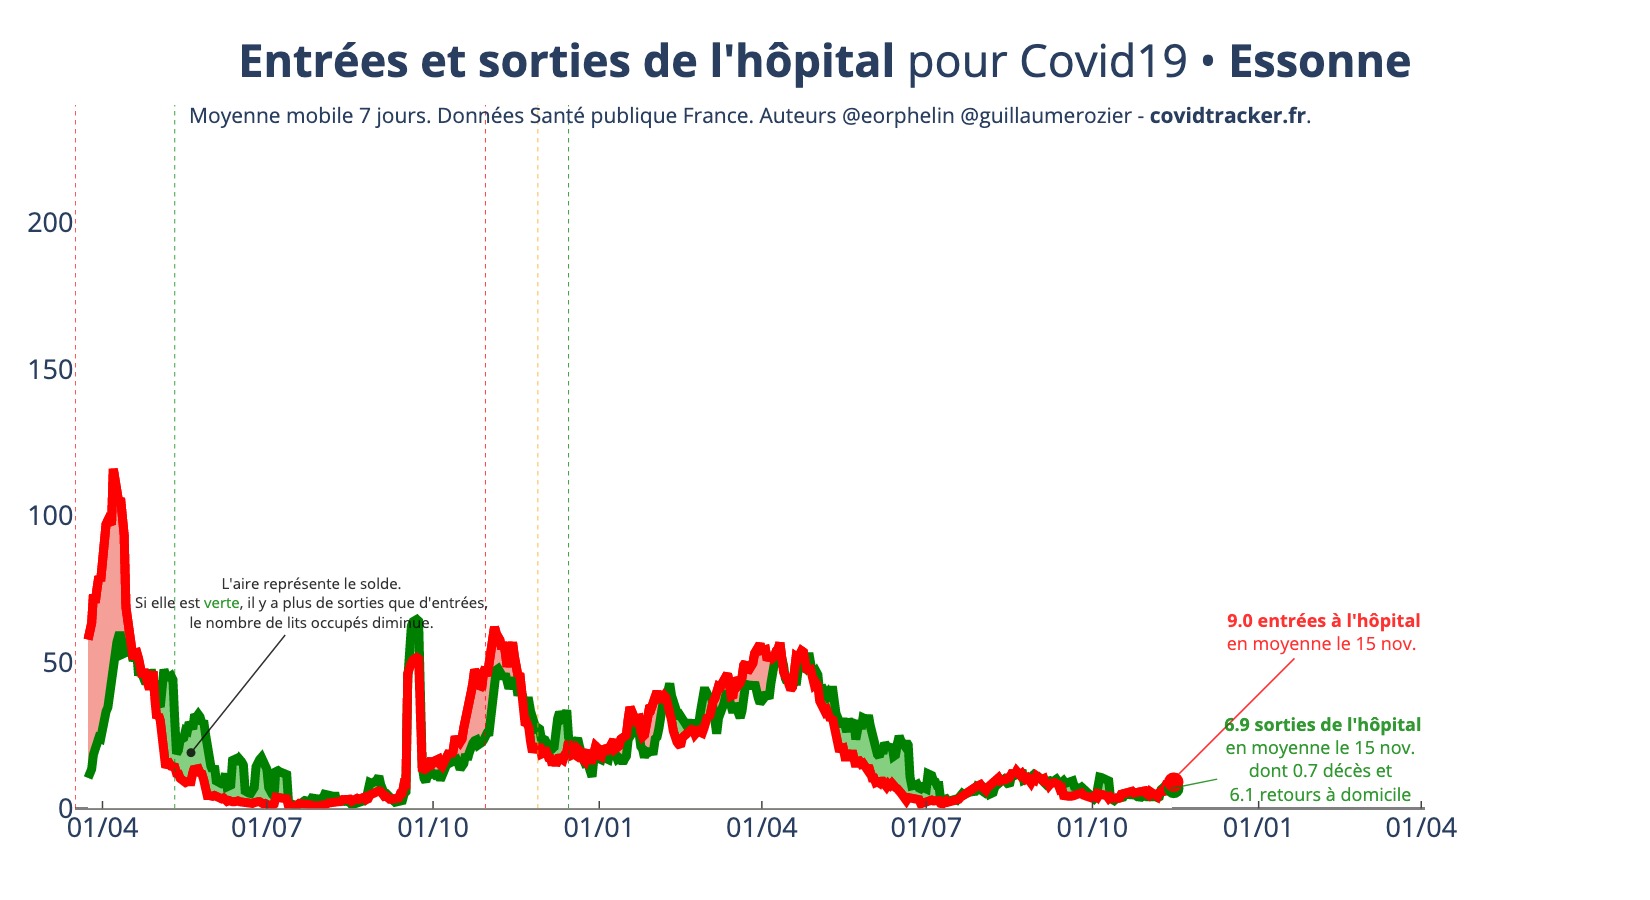 Entrées et sorties de l'hôpital pour Covid19 • Essonne
Moyenne mobile 7 jours. Données Santé publique France. Auteurs @eorphelin @guillaumerozier - covidtracker.fr.
200
150
100
50
0
L'aire représente le solde.
Si elle est verte, il y a plus de sorties que d'entrées,
le nombre de lits occupés diminue.
9.0 entrées à l'hôpital
en moyenne le 15 nov.
6.9 sorties de l'hôpital
en moyenne le 15 nov.
dont 0.7 décès et
6.1 retours à domicile
01/04 01/07 01/10 01/01 01/04 01/07 01/10 01/01 01/04